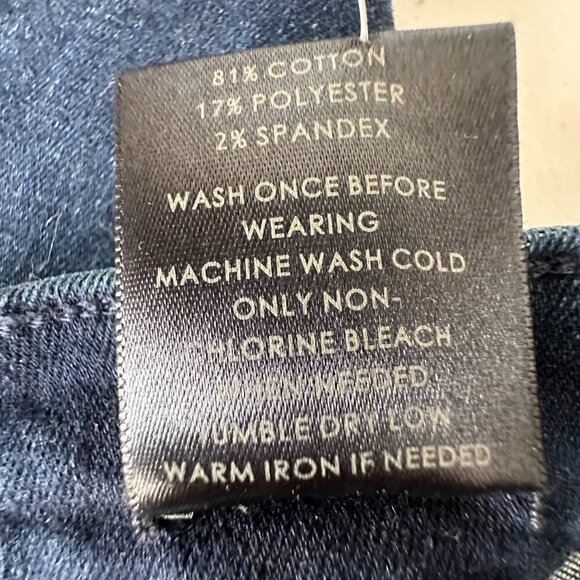 81% COTTON
17% POLYESTER
2% SPANDEX
WASH ONCE BEFORE
WEARING
MACHINE WASH COLD
ONLY NON-
CHLORINE BLEACH
WHEN NEEDED
TUMBLE DRY LOW
WARM IRON IF NEEDED